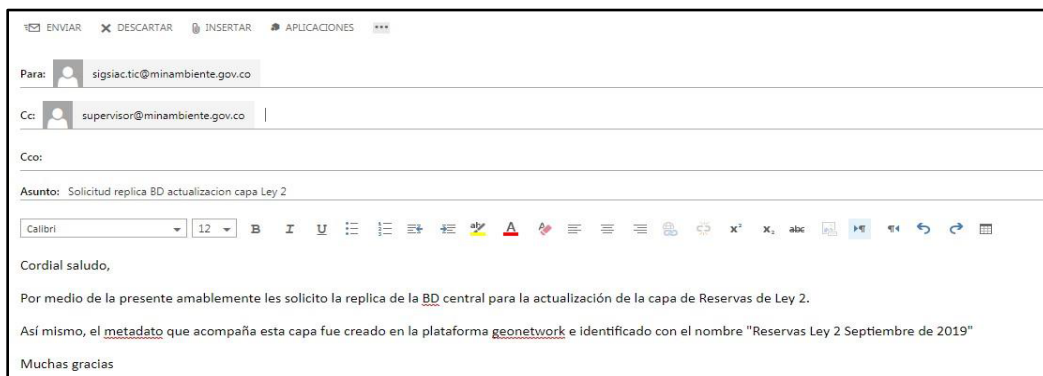 ENVIAR DESCARTAR INSERTAR APLICACIONES ...
Para: sigsiac.tic@minambiente.gov.co
Cc: supervisor@minambiente.gov.co
Cco:
Asunto: Solicitud replica BD actualizacion capa Ley 2
Calibri 12 B I U aby A x² x₂ abc
Cordial saludo,
Por medio de la presente amablemente les solicito la replica de la BD central para la actualización de la capa de Reservas de Ley 2.
Así mismo, el metadato que acompaña esta capa fue creado en la plataforma geonetwork e identificado con el nombre "Reservas Ley 2 Septiembre de 2019"
Muchas gracias